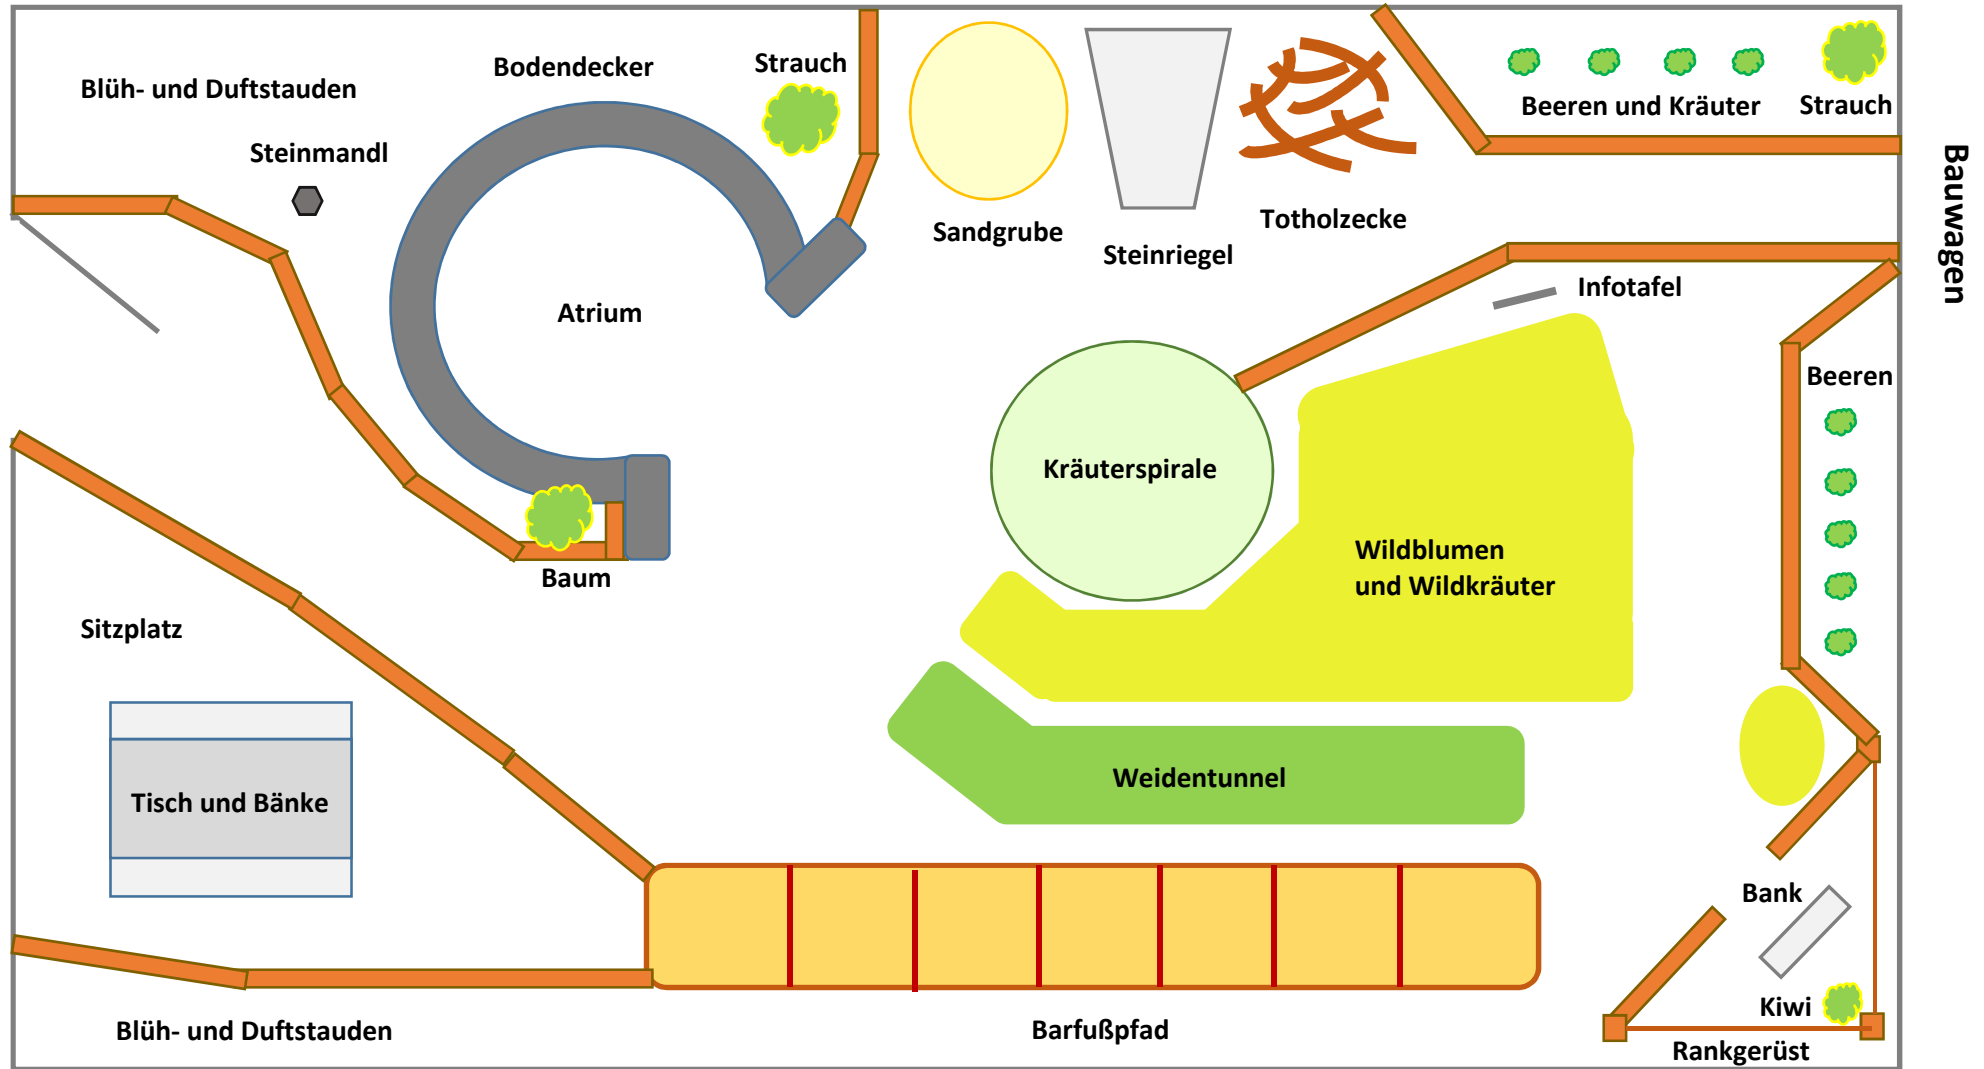 Blüh- und Duftstauden
Bodendecker
Strauch
Steinmandl
Atrium
Baum
Sandgrube
Steinriegel
Totholzecke
Beeren und Kräuter
Strauch
Bauwagen
Infotafel
Beeren
Kräuterspirale
Wildblumen
und Wildkräuter
Sitzplatz
Tisch und Bänke
Weidentunnel
Bank
Kiwi
Rankgerüst
Blüh- und Duftstauden
Barfußpfad